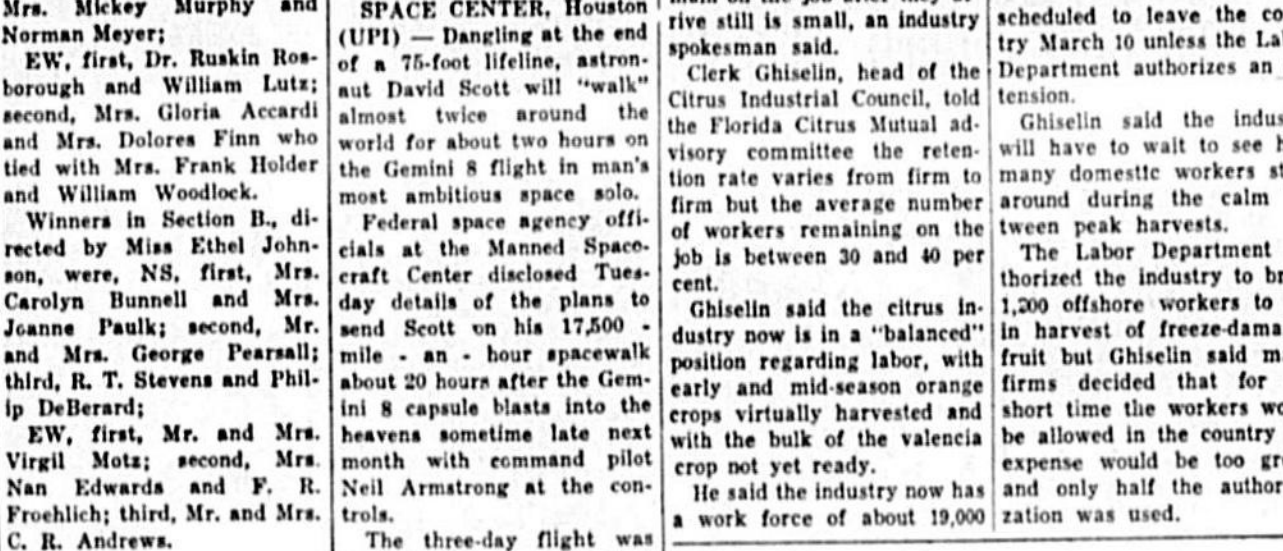 Mrs. Mickey Murphy and
Norman Meyer;
EW, first, Dr. Ruskin Ros-
borough and William Lutz;
second, Mrs. Gloria Accardi
and Mrs. Dolores Finn who
tied with Mrs. Frank Holder
and William Woodlock.
Winners in Section B., di-
rected by Miss Ethel John-
son, were, NS, first, Mrs.
Carolyn Bunnell and Mrs.
Jeanne Paulk; second, Mr.
and Mrs. George Pearsall;
third, R. T. Stevens and Phil-
ip DeBerard;
EW, first, Mr. and Mrs.
Virgil Motz; second, Mrs.
Nan Edwards and F. R.
Froehlich; third, Mr. and Mrs.
C. R. Andrews.
SPACE CENTER, Houston
(UPI) — Dangling at the end
of a 75-foot lifeline, astron-
aut David Scott will "walk"
almost twice around the
world for about two hours on
the Gemini 8 flight in man's
most ambitious space solo.
Federal space agency offi-
cials at the Manned Space-
craft Center disclosed Tues-
day details of the plans to
send Scott on his 17,500 -
mile - an - hour spacewalk
about 20 hours after the Gem-
ini 8 capsule blasts into the
heavens sometime late next
month with command pilot
Neil Armstrong at the con-
trols.
The three-day flight was
rive still is small, an industry
spokesman said.
Clerk Ghiselin, head of the
Citrus Industrial Council, told
the Florida Citrus Mutual ad-
visory committee the reten-
tion rate varies from firm to
firm but the average number
of workers remaining on the
job is between 30 and 40 per
cent.
Ghiselin said the citrus in-
dustry now is in a "balanced"
position regarding labor, with
early and mid-season orange
crops virtually harvested and
with the bulk of the valencia
crop not yet ready.
He said the industry now has
a work force of about 19,000
scheduled to leave the co
try March 10 unless the La
Department authorizes an
tension.
Ghiselin said the indus
will have to wait to see h
many domestic workers st
around during the calm
tween peak harvests.
The Labor Department
thorized the industry to br
1,200 offshore workers to
in harvest of freeze-dama
fruit but Ghiselin said m
firms decided that for
short time the workers wo
be allowed in the country
expense would be too gr
and only half the author
zation was used.